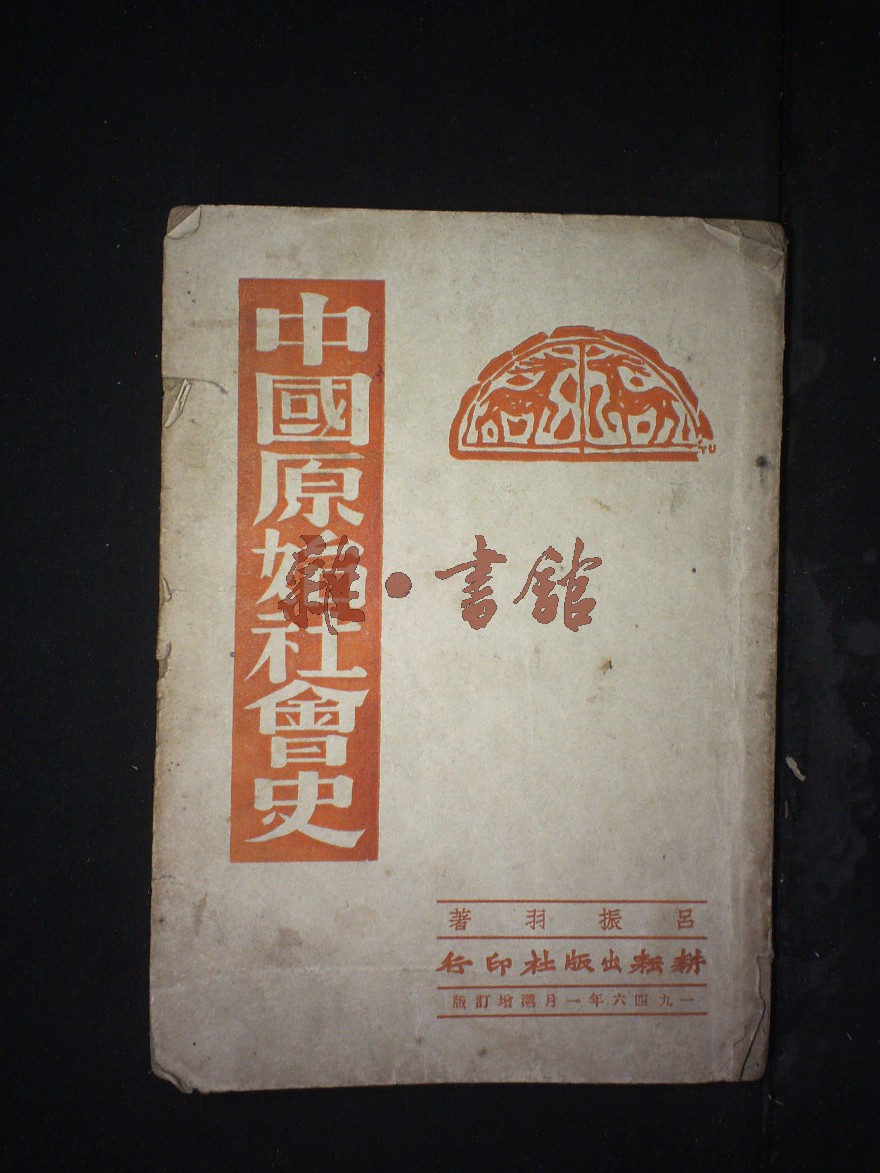 中國原始社會史
雜·書館
呂振羽著
耕耘出版社印行
一九四六年一月滬增訂版